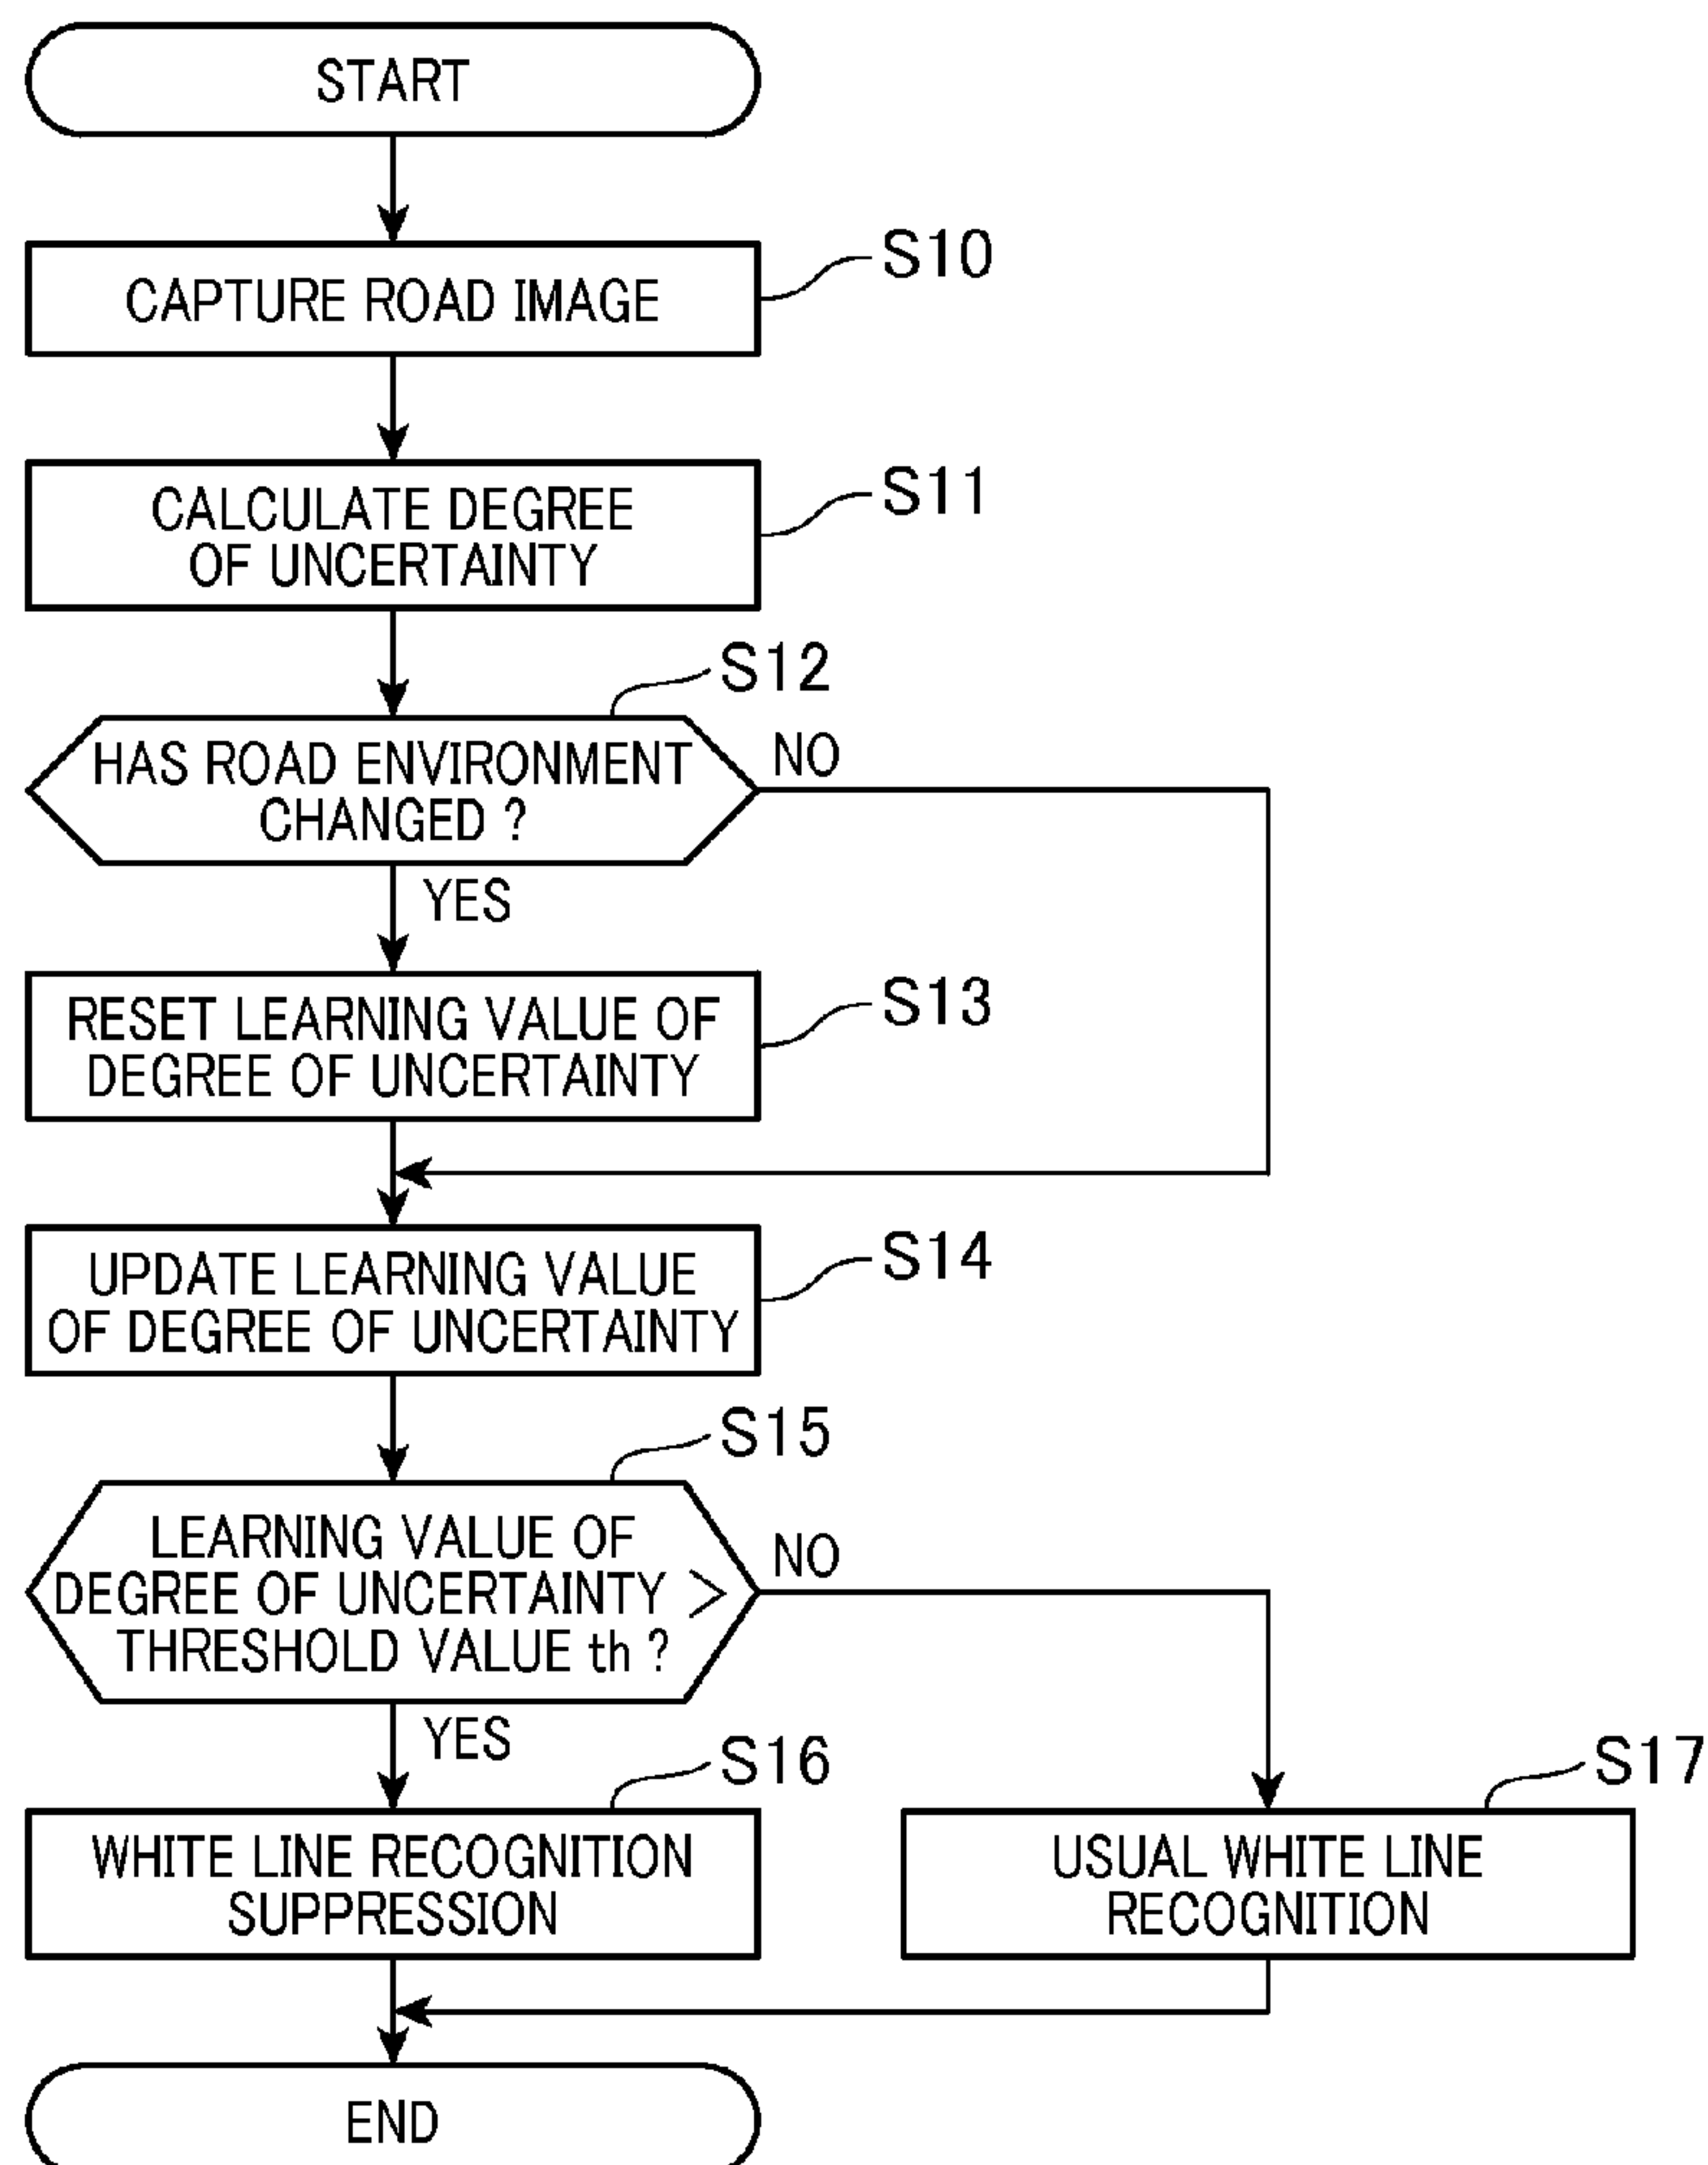 START
CAPTURE ROAD IMAGE
S10
CALCULATE DEGREE
OF UNCERTAINTY
S11
S12
HAS ROAD ENVIRONMENT
CHANGED ?
NO
YES
RESET LEARNING VALUE OF
DEGREE OF UNCERTAINTY
S13
UPDATE LEARNING VALUE
OF DEGREE OF UNCERTAINTY
S14
S15
LEARNING VALUE OF
DEGREE OF UNCERTAINTY >
THRESHOLD VALUE th ?
NO
YES
S16
WHITE LINE RECOGNITION
SUPPRESSION
S17
USUAL WHITE LINE
RECOGNITION
END